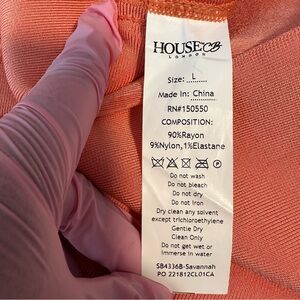 HOUSE OF CB
LONDON
Size: L
Made In: China
RN#150550
COMPOSITION:
90%Rayon
9%Nylon,1%Elastane
Do not wash
Do not bleach
Do not dry
Do not iron
Dry clean any solvent
except trichloroethylene
Gentle Dry
Clean Only
Do not get wet or
immerse in water
SB4336B-Savannah
PO 221812CL01CA